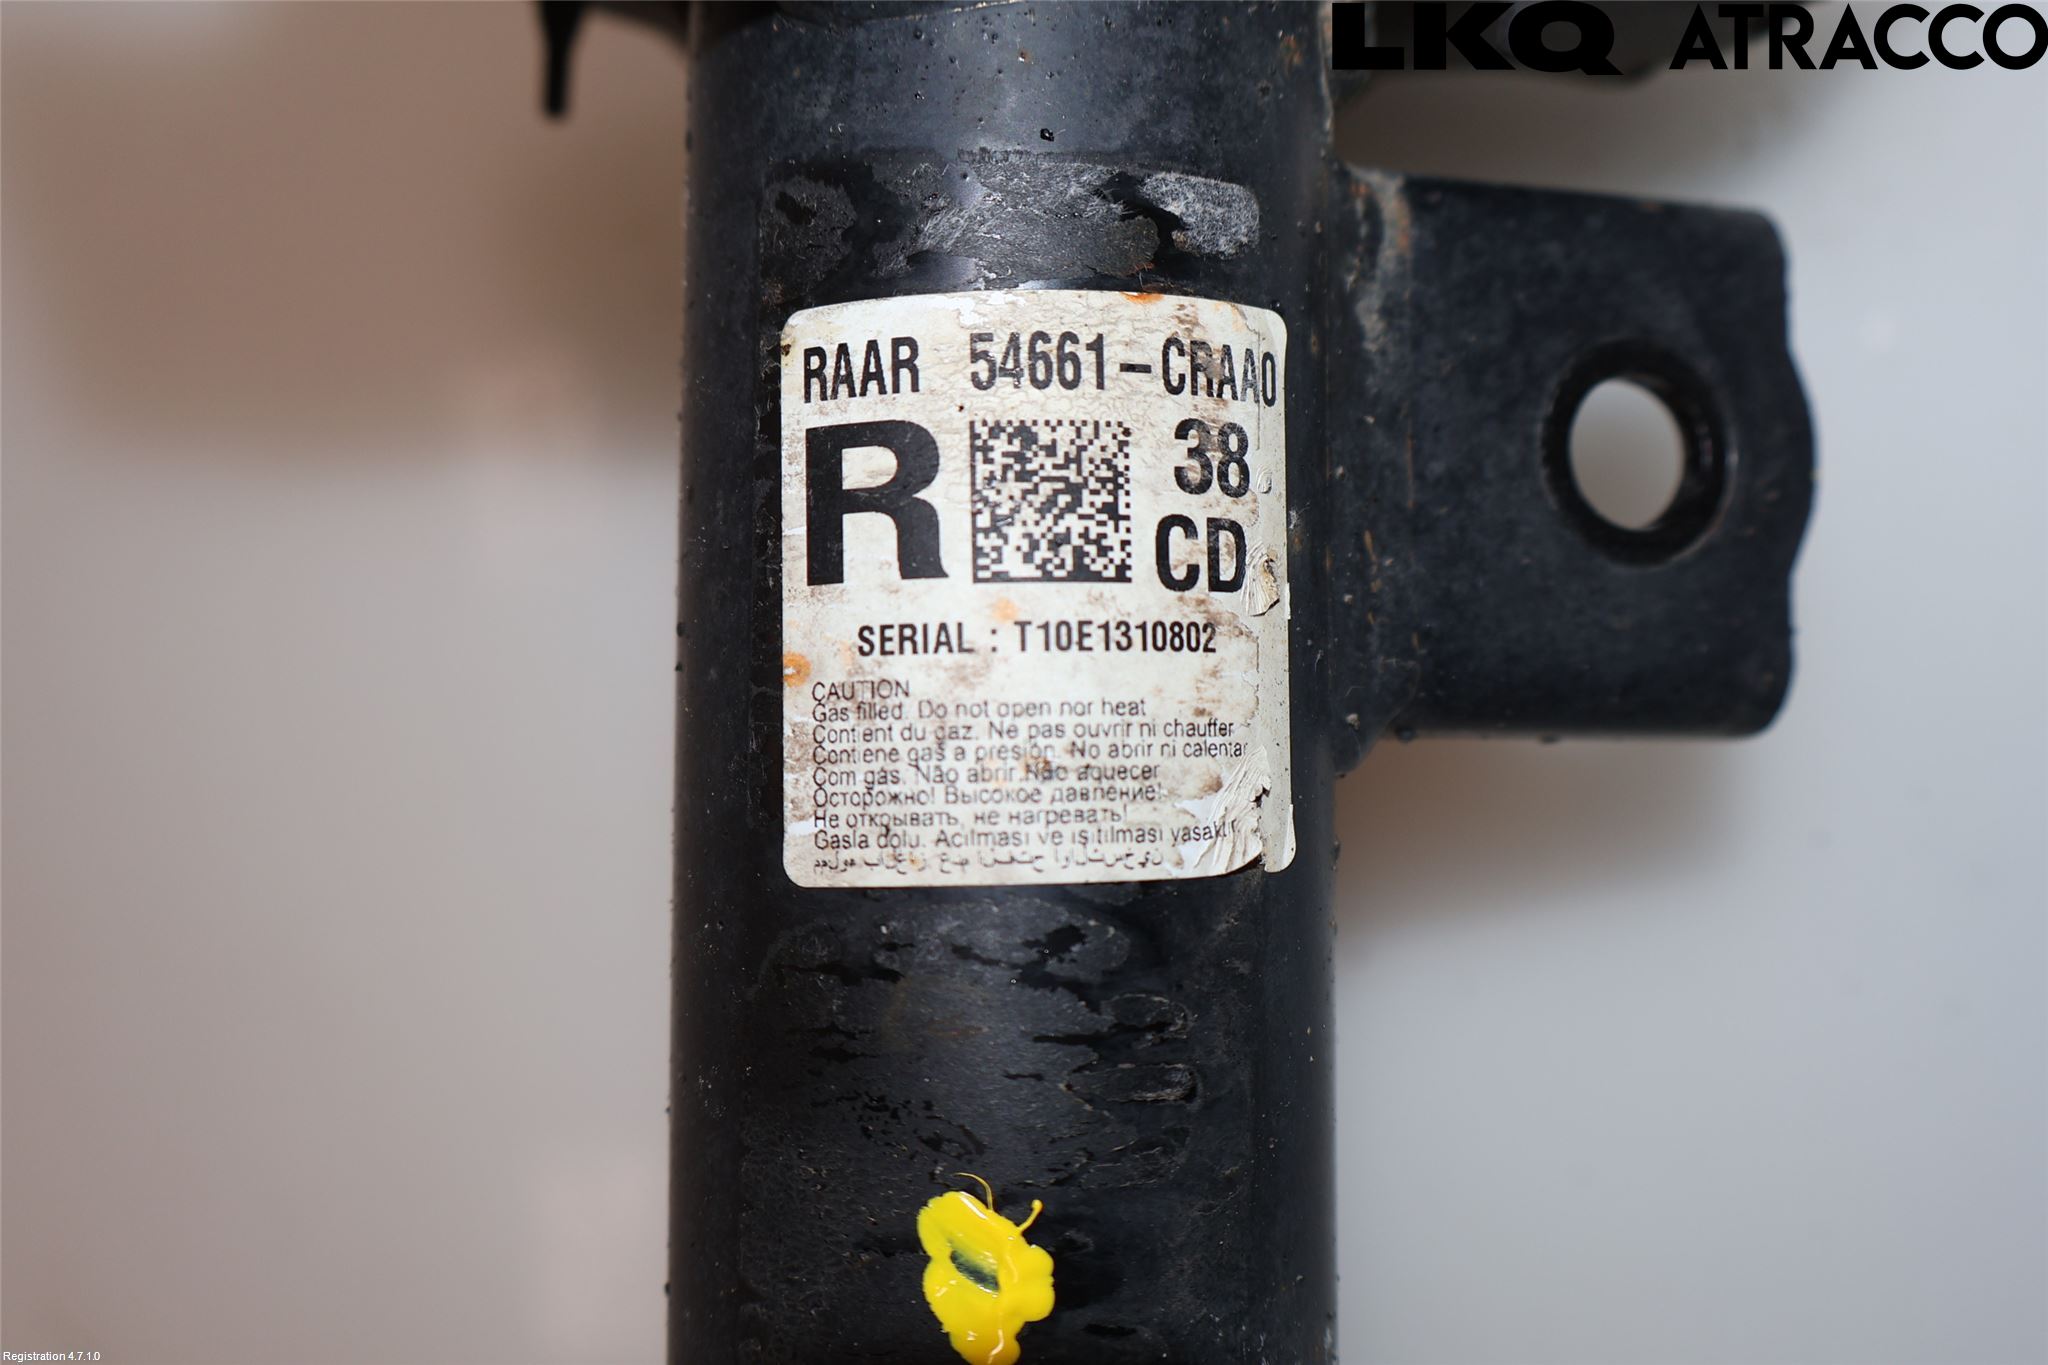 LKQ ATRACCO
RAAR 54661-CRAA0
R
38
CD
SERIAL : T10E1310802
CAUTION
Gas filled. Do not open nor heat
Contient du gaz. Ne pas ouvrir ni chauffer
Contiene gas a presión. No abrir ni calentar
Com gás. Não abrir. Não aquecer
Осторожно! Высокое давление!
Не открывать, не нагревать!
Gasla dolu. Açılması ve ısıtılması yasaktır
Registration 4.7.1.0